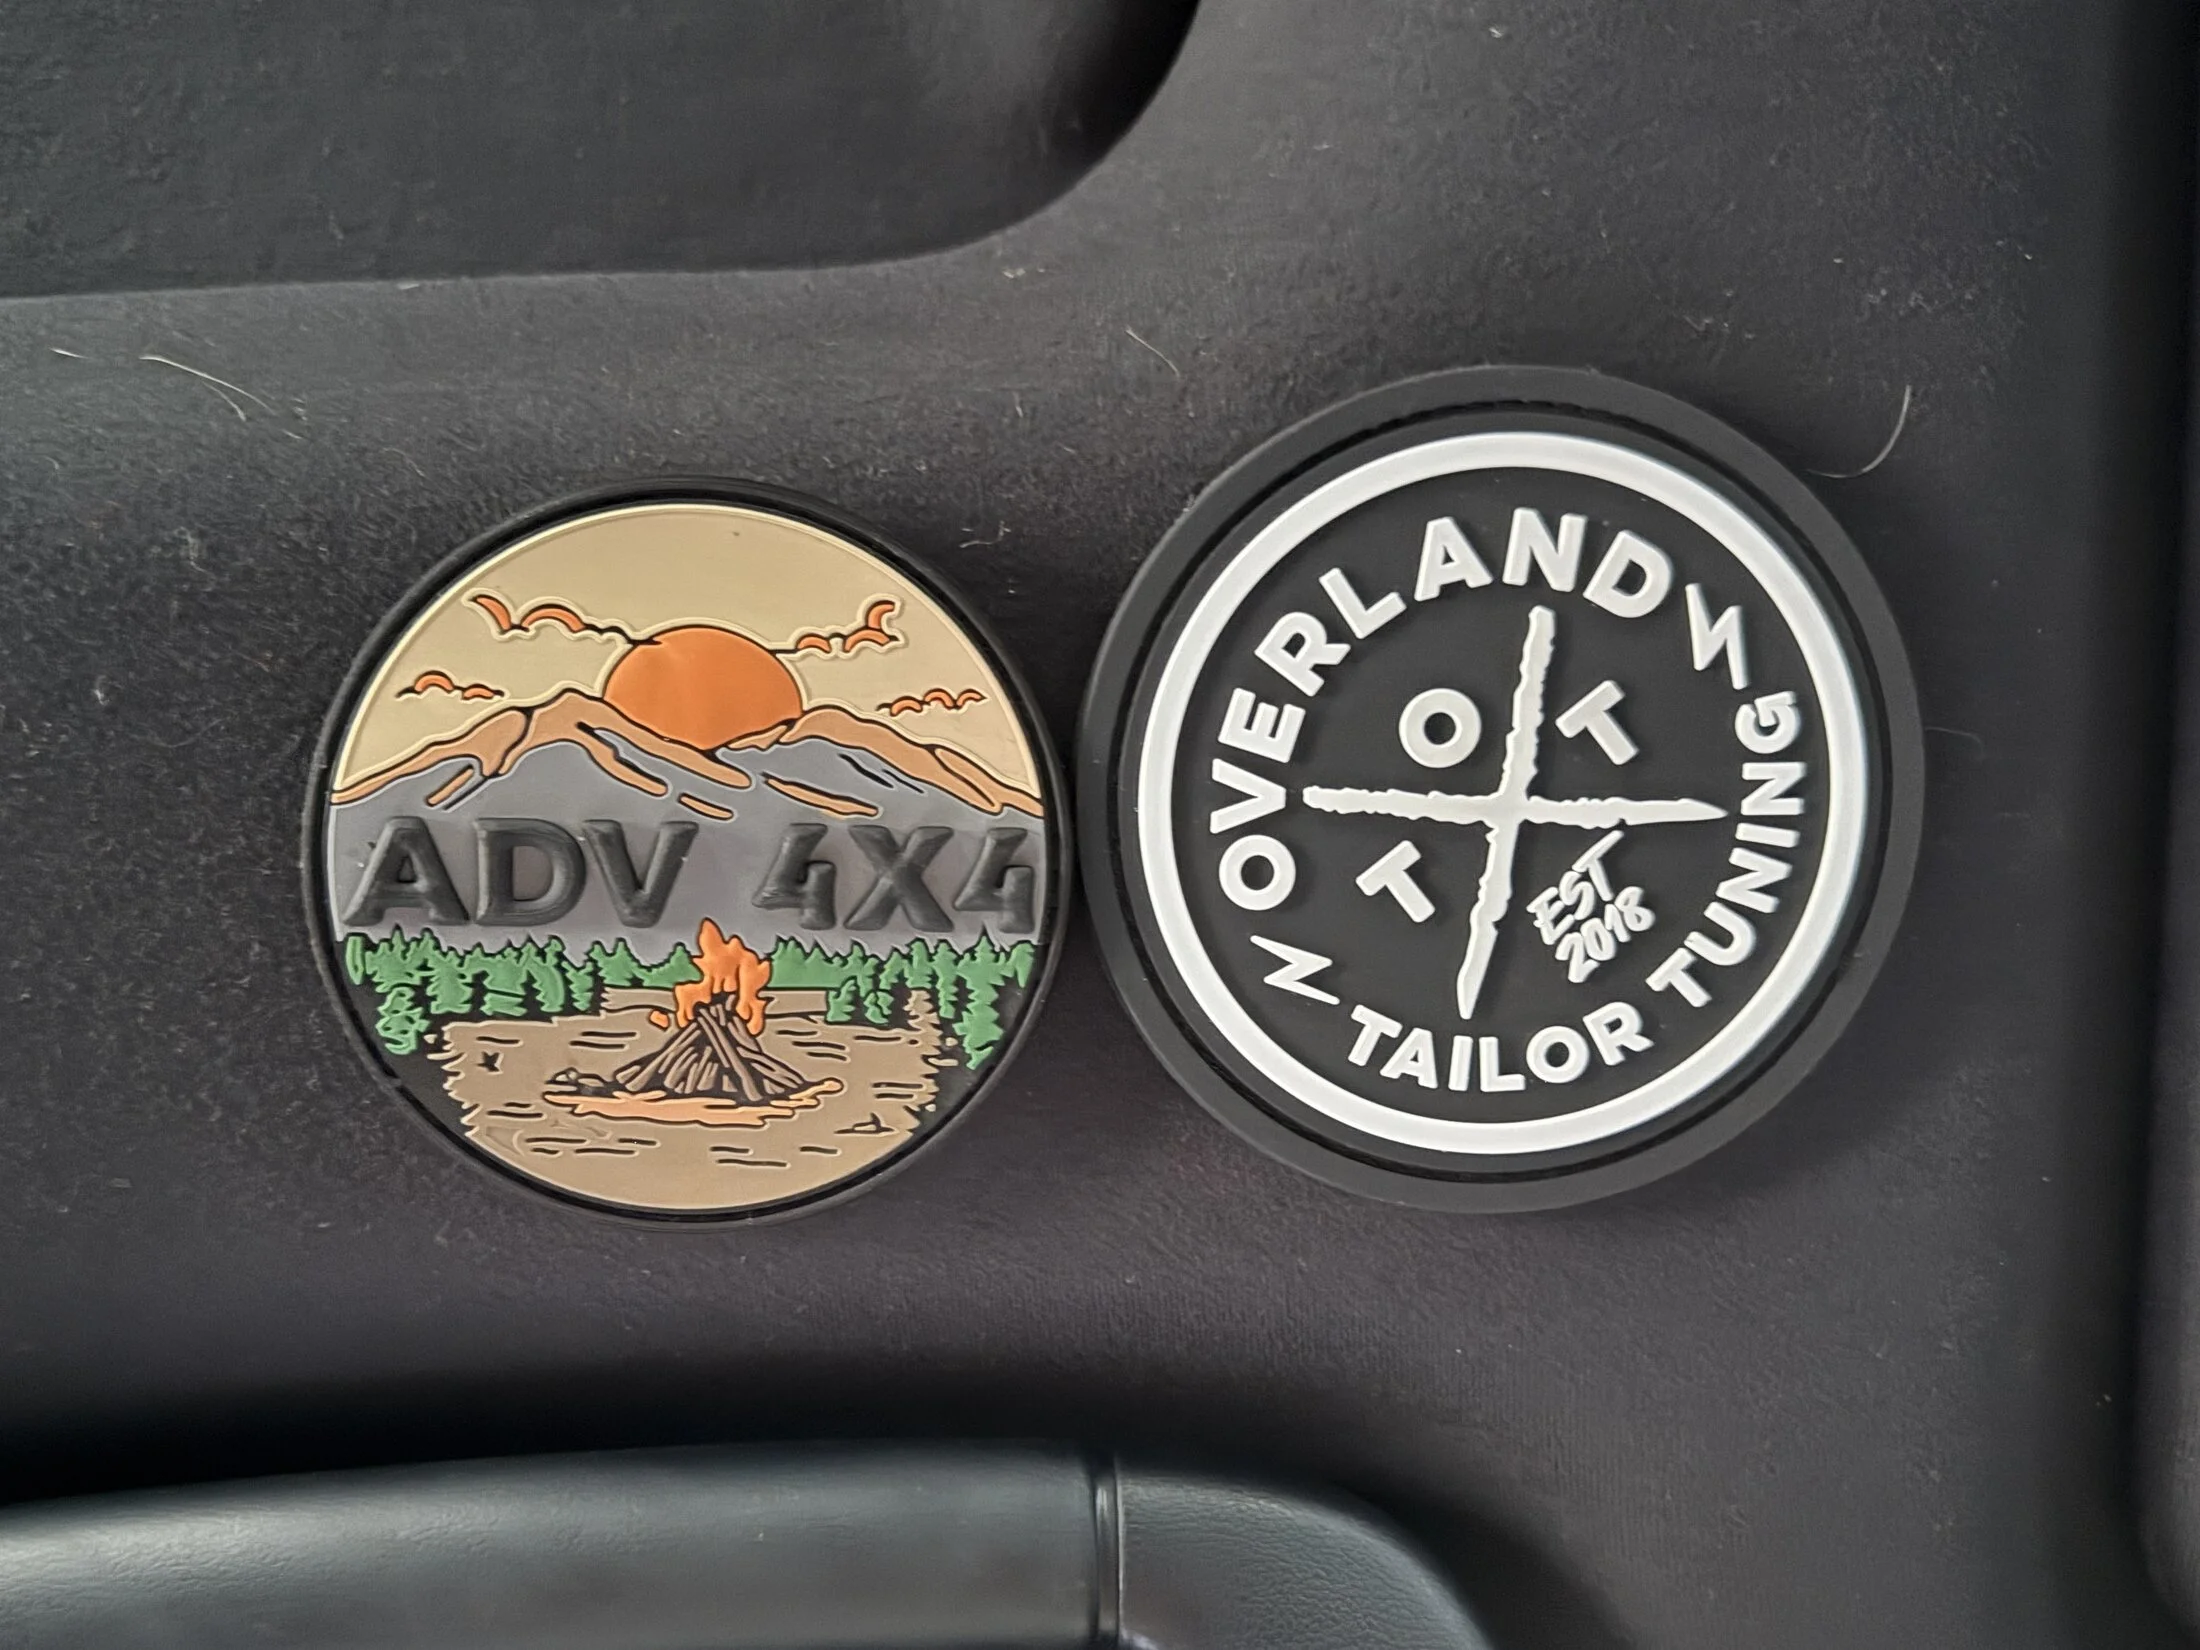 ADV 4X4
OVERLAND
TAILOR TUNING
O T
T
EST
2018